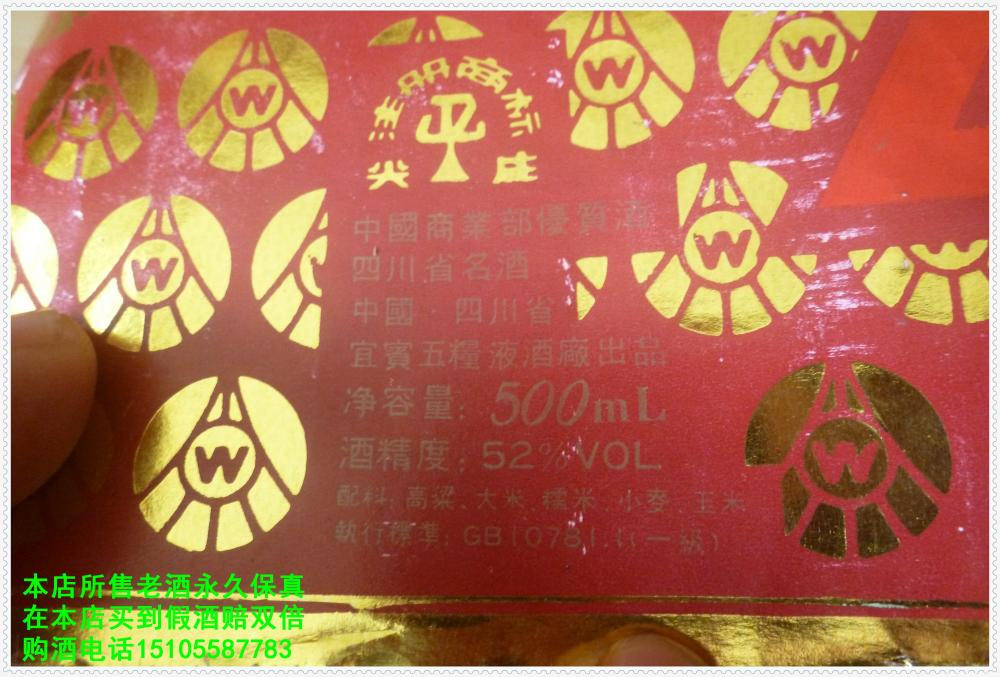 注册商标
尖庄
中國商業部優質酒
四川省名酒
中國 四川省
宜賓五糧液酒廠出品
净容量: 500mL
酒精度: 52%VOL
配料: 高粱、大米、糯米、小麥、玉米
執行標準: GB10781.1(一級)
本店所售老酒永久保真
在本店买到假酒赔双倍
购酒电话15105587783